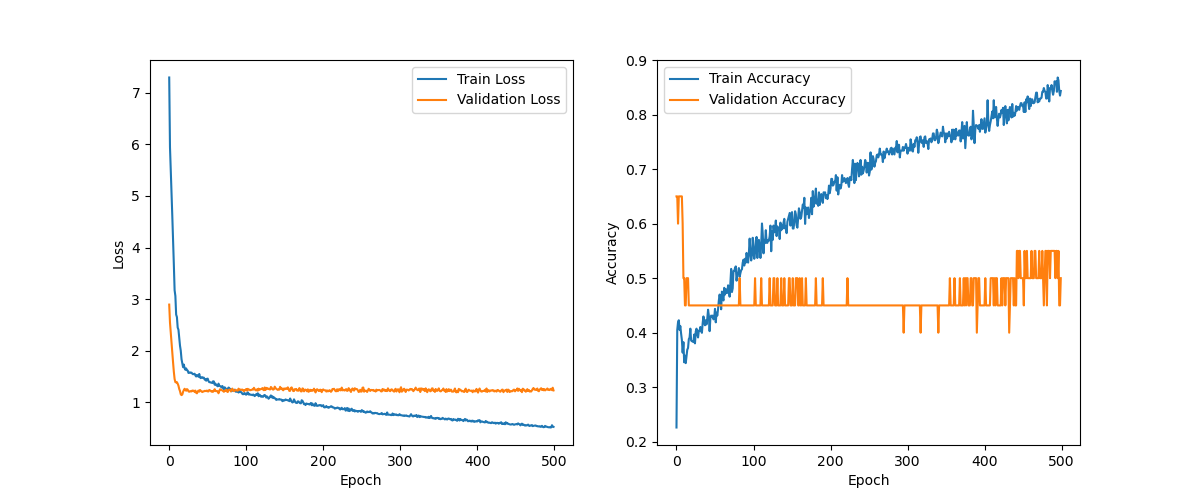 Train Loss
Validation Loss
7
6
5
4
3
2
1
0 100 200 300 400 500
Epoch
Loss
Train Accuracy
Validation Accuracy
0.9
0.8
0.7
0.6
0.5
0.4
0.3
0.2
0 100 200 300 400 500
Epoch
Accuracy